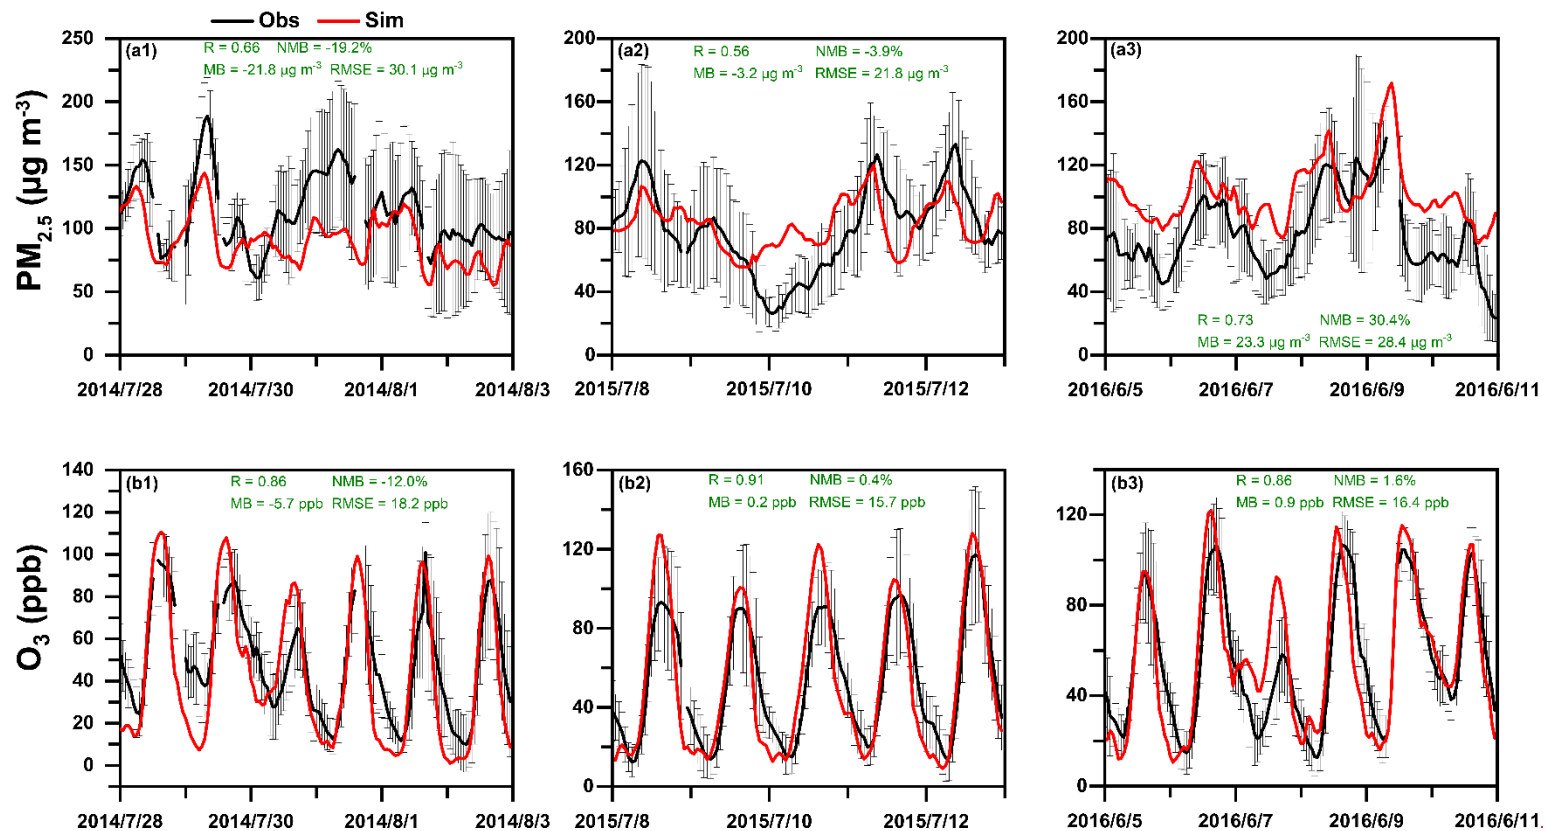 Obs Sim
PM2.5 (µg m-3)
(a1)
R = 0.66 NMB = -19.2%
MB = -21.8 µg m-3 RMSE = 30.1 µg m-3
250
200
150
100
50
0
2014/7/28 2014/7/30 2014/8/1 2014/8/3
(a2)
R = 0.56 NMB = -3.9%
MB = -3.2 µg m-3 RMSE = 21.8 µg m-3
200
160
120
80
40
0
2015/7/8 2015/7/10 2015/7/12
(a3)
200
160
120
80
40
0
R = 0.73 NMB = 30.4%
MB = 23.3 µg m-3 RMSE = 28.4 µg m-3
2016/6/5 2016/6/7 2016/6/9 2016/6/11
O3 (ppb)
(b1)
R = 0.86 NMB = -12.0%
MB = -5.7 ppb RMSE = 18.2 ppb
140
120
100
80
60
40
20
0
2014/7/28 2014/7/30 2014/8/1 2014/8/3
(b2)
R = 0.91 NMB = 0.4%
MB = 0.2 ppb RMSE = 15.7 ppb
160
120
80
40
0
2015/7/8 2015/7/10 2015/7/12
(b3)
R = 0.86 NMB = 1.6%
MB = 0.9 ppb RMSE = 16.4 ppb
120
80
40
0
2016/6/5 2016/6/7 2016/6/9 2016/6/11